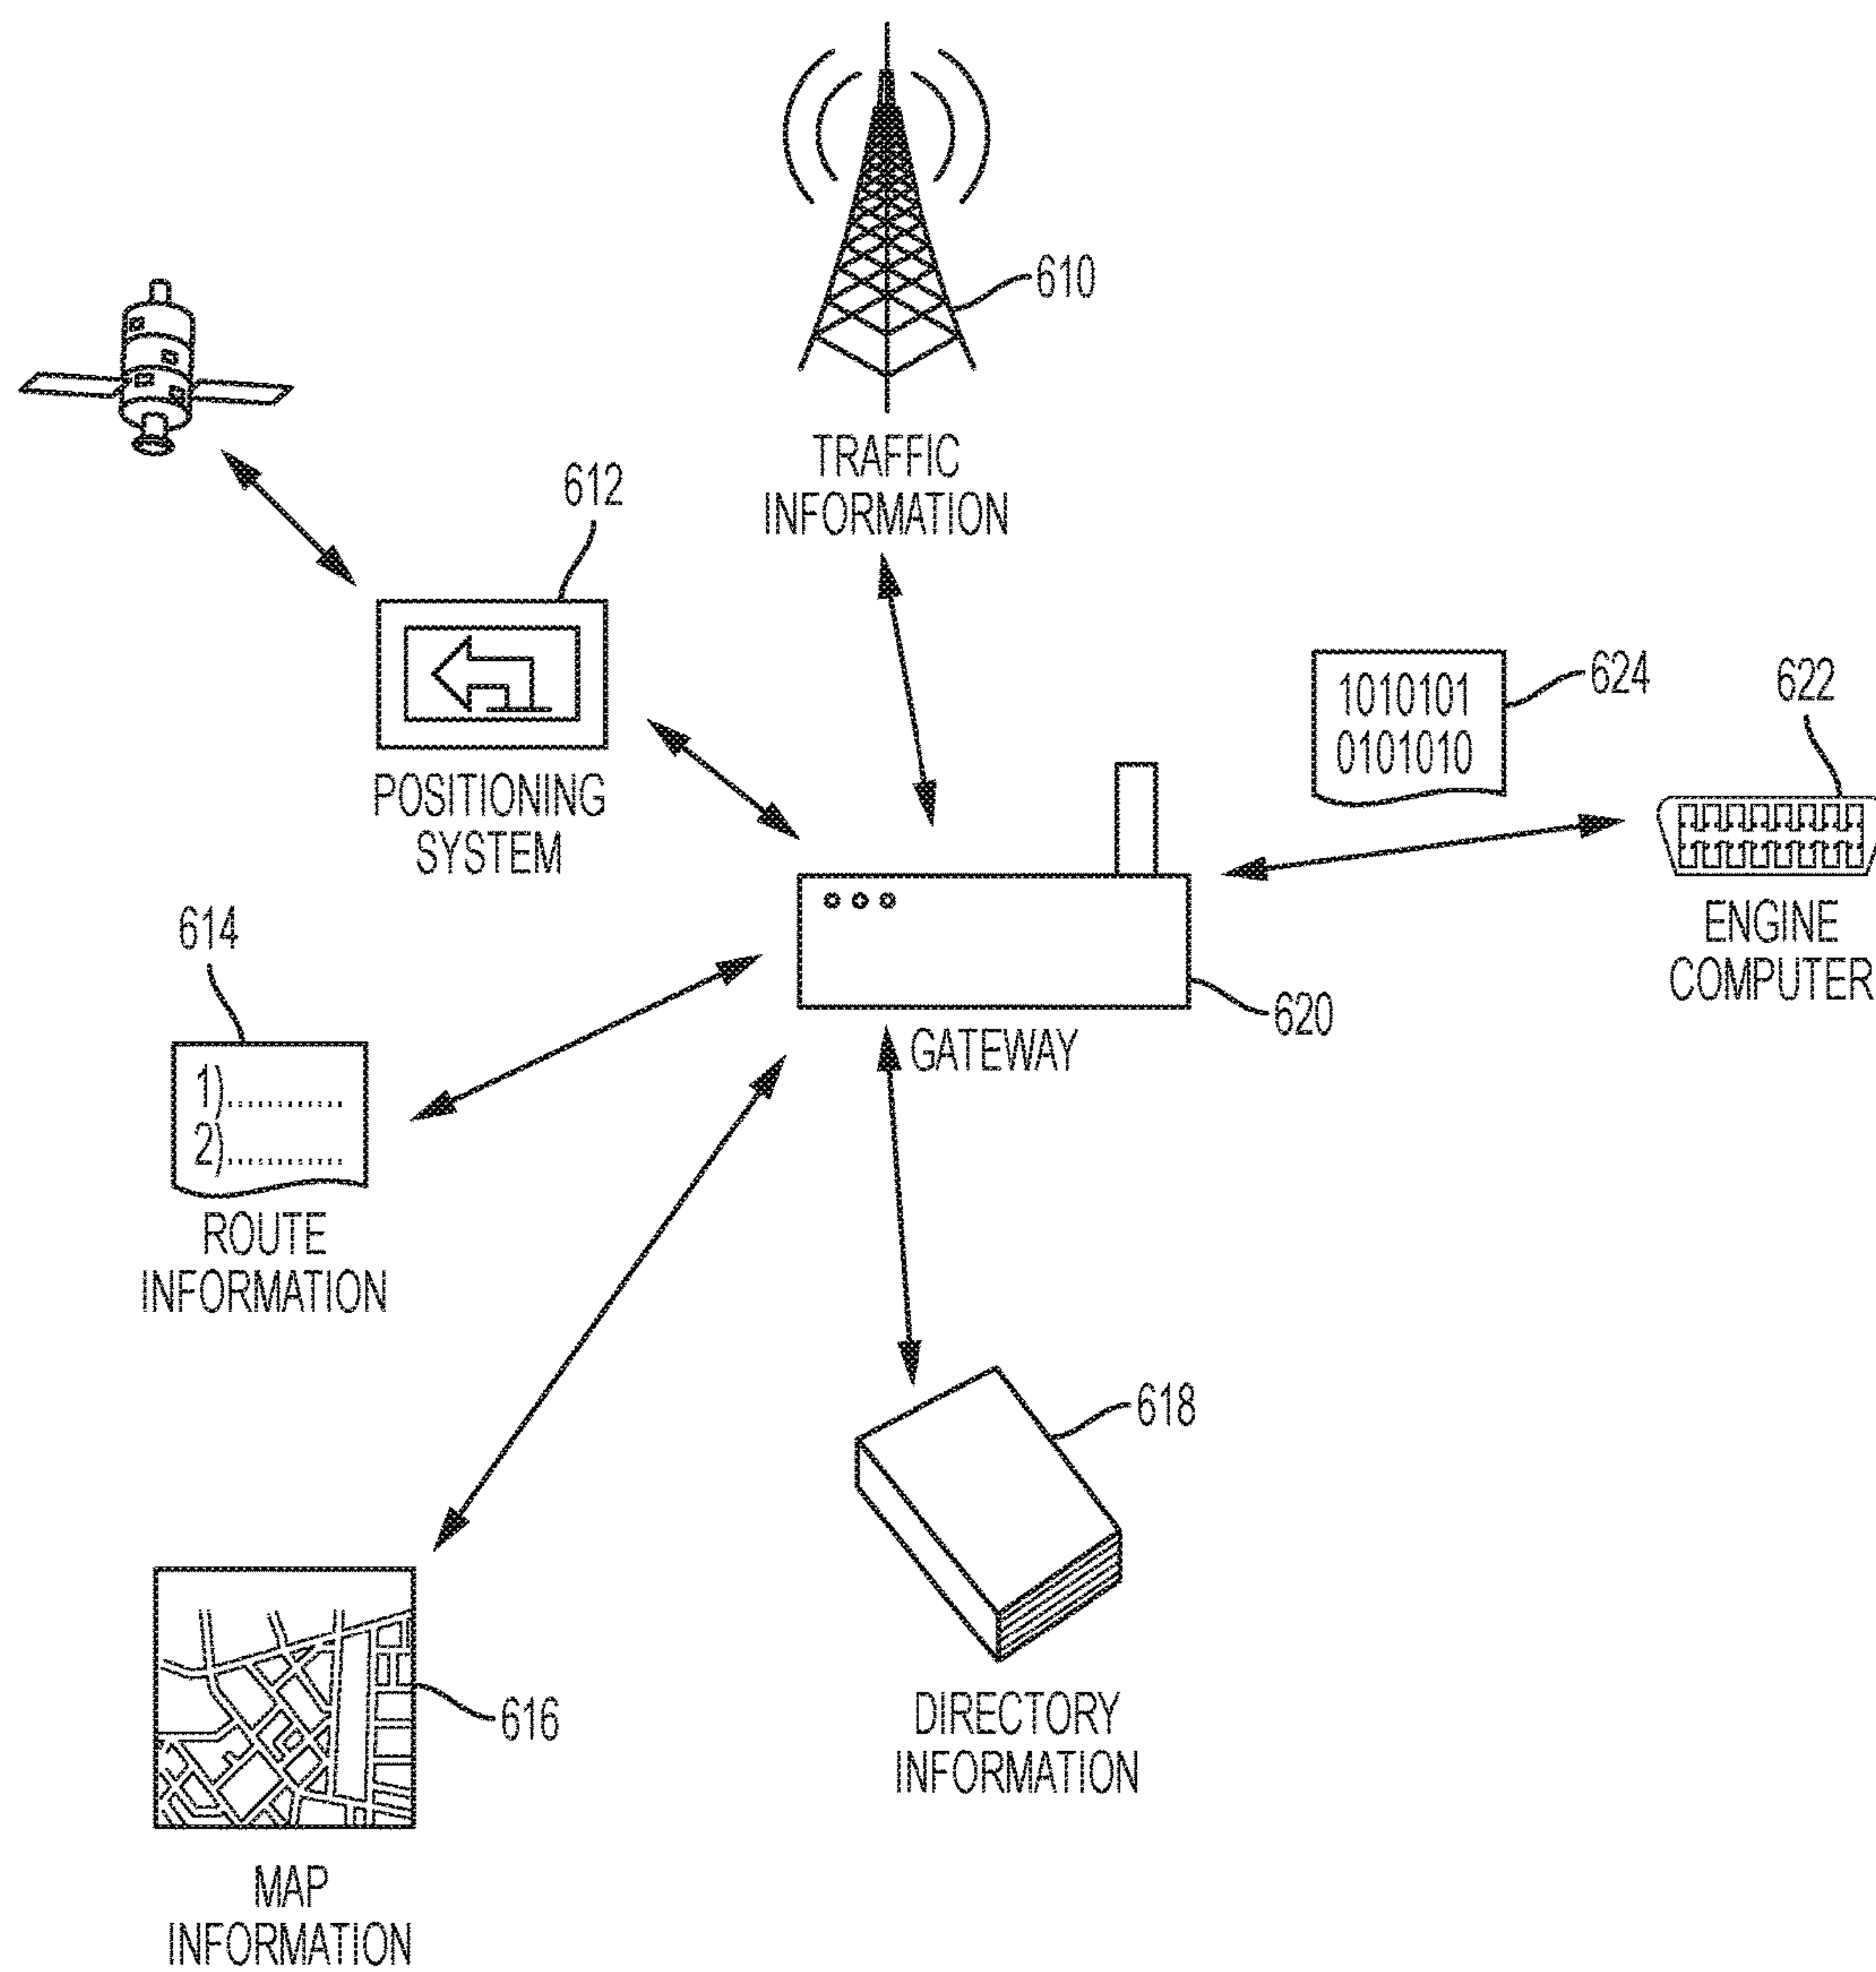 610
TRAFFIC
INFORMATION
612
POSITIONING
SYSTEM
1010101
0101010
624
622
ENGINE
COMPUTER
620
GATEWAY
614
1)............
2)............
ROUTE
INFORMATION
618
DIRECTORY
INFORMATION
616
MAP
INFORMATION